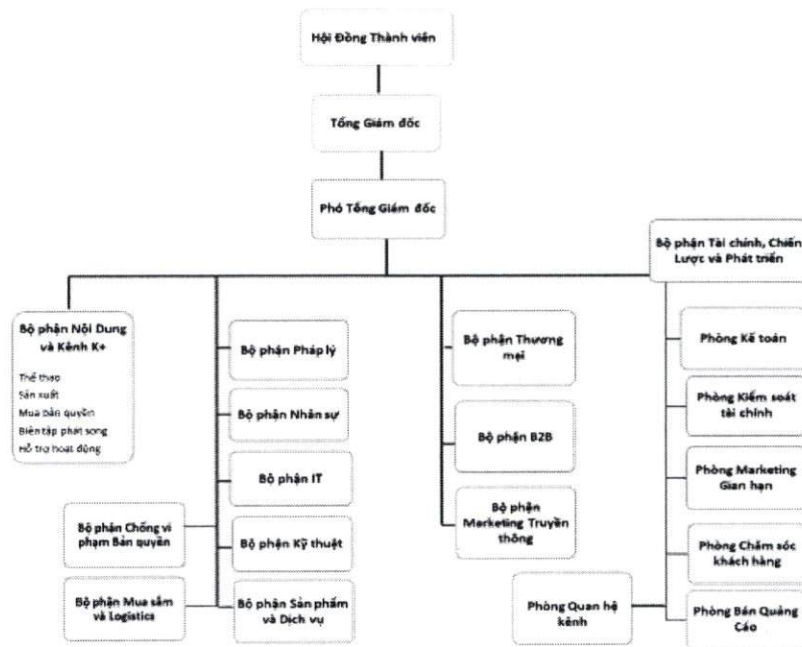 Hội Đồng Thành viên
Tổng Giám đốc
Phó Tổng Giám đốc
Bộ phận Tài chính, Chiến
Lược và Phát triển
Bộ phận Nội Dung
và Kênh K+
Thể thao
Sản xuất
Mua bản quyền
Biên tập phát song
Hỗ trợ hoạt động
Bộ phận Pháp lý
Bộ phận Nhân sự
Bộ phận IT
Bộ phận Chống vi
phạm Bản quyền
Bộ phận Kỹ thuật
Bộ phận Mua sắm
và Logistics
Bộ phận Sản phẩm
và Dịch vụ
Bộ phận Thương
mại
Bộ phận B2B
Bộ phận
Marketing Truyền
thông
Phòng Kế toán
Phòng Kiểm soát
tài chính
Phòng Marketing
Gian hạn
Phòng Chăm sóc
khách hàng
Phòng Quan hệ
kênh
Phòng Bán Quảng
Cáo